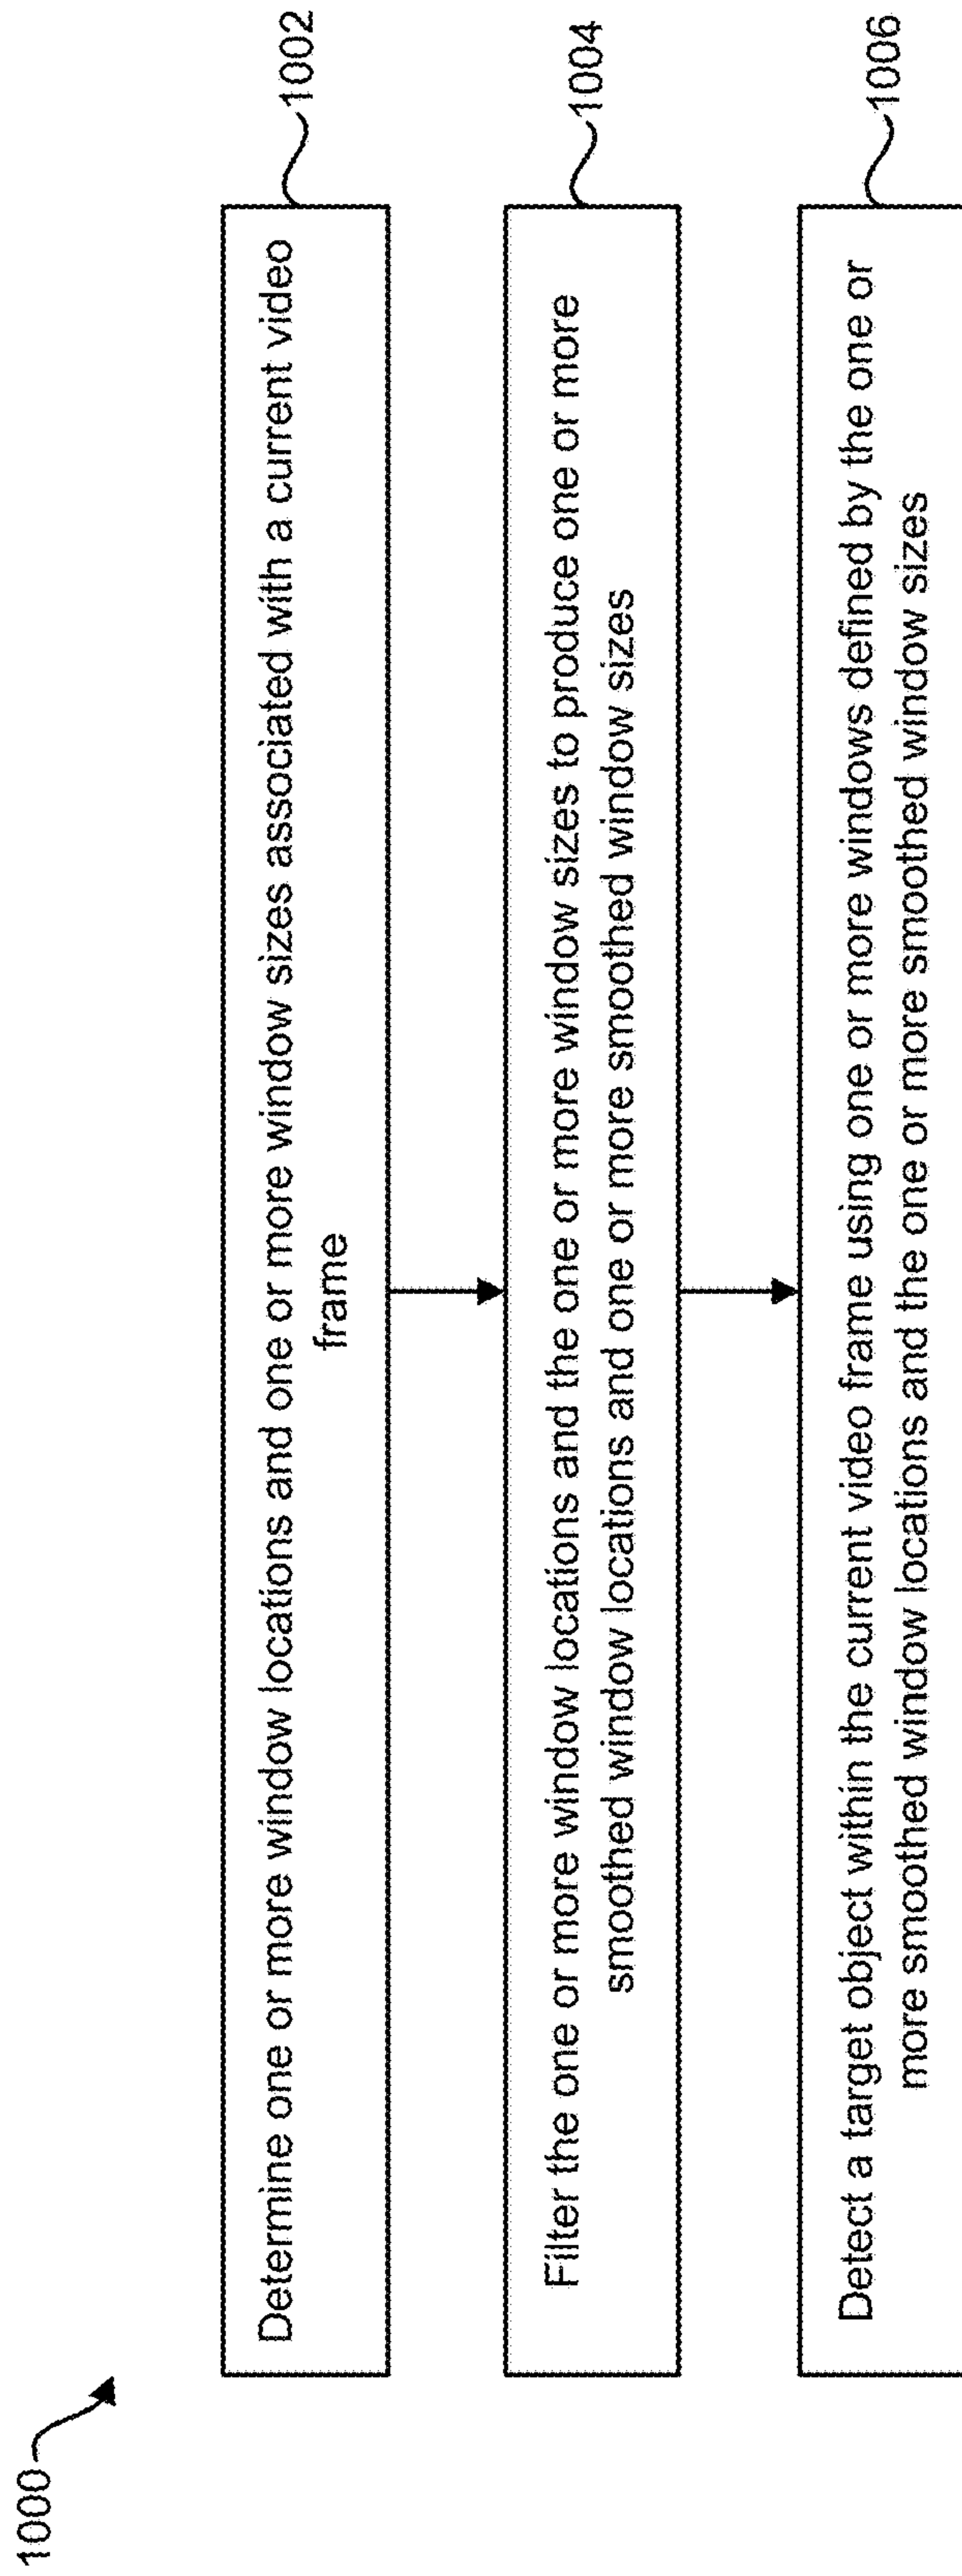 1000
Determine one or more window locations and one or more window sizes associated with a current video
frame
1002
Filter the one or more window locations and the one or more window sizes to produce one or more
smoothed window locations and one or more smoothed window sizes
1004
Detect a target object within the current video frame using one or more windows defined by the one or
more smoothed window locations and the one or more smoothed window sizes
1006